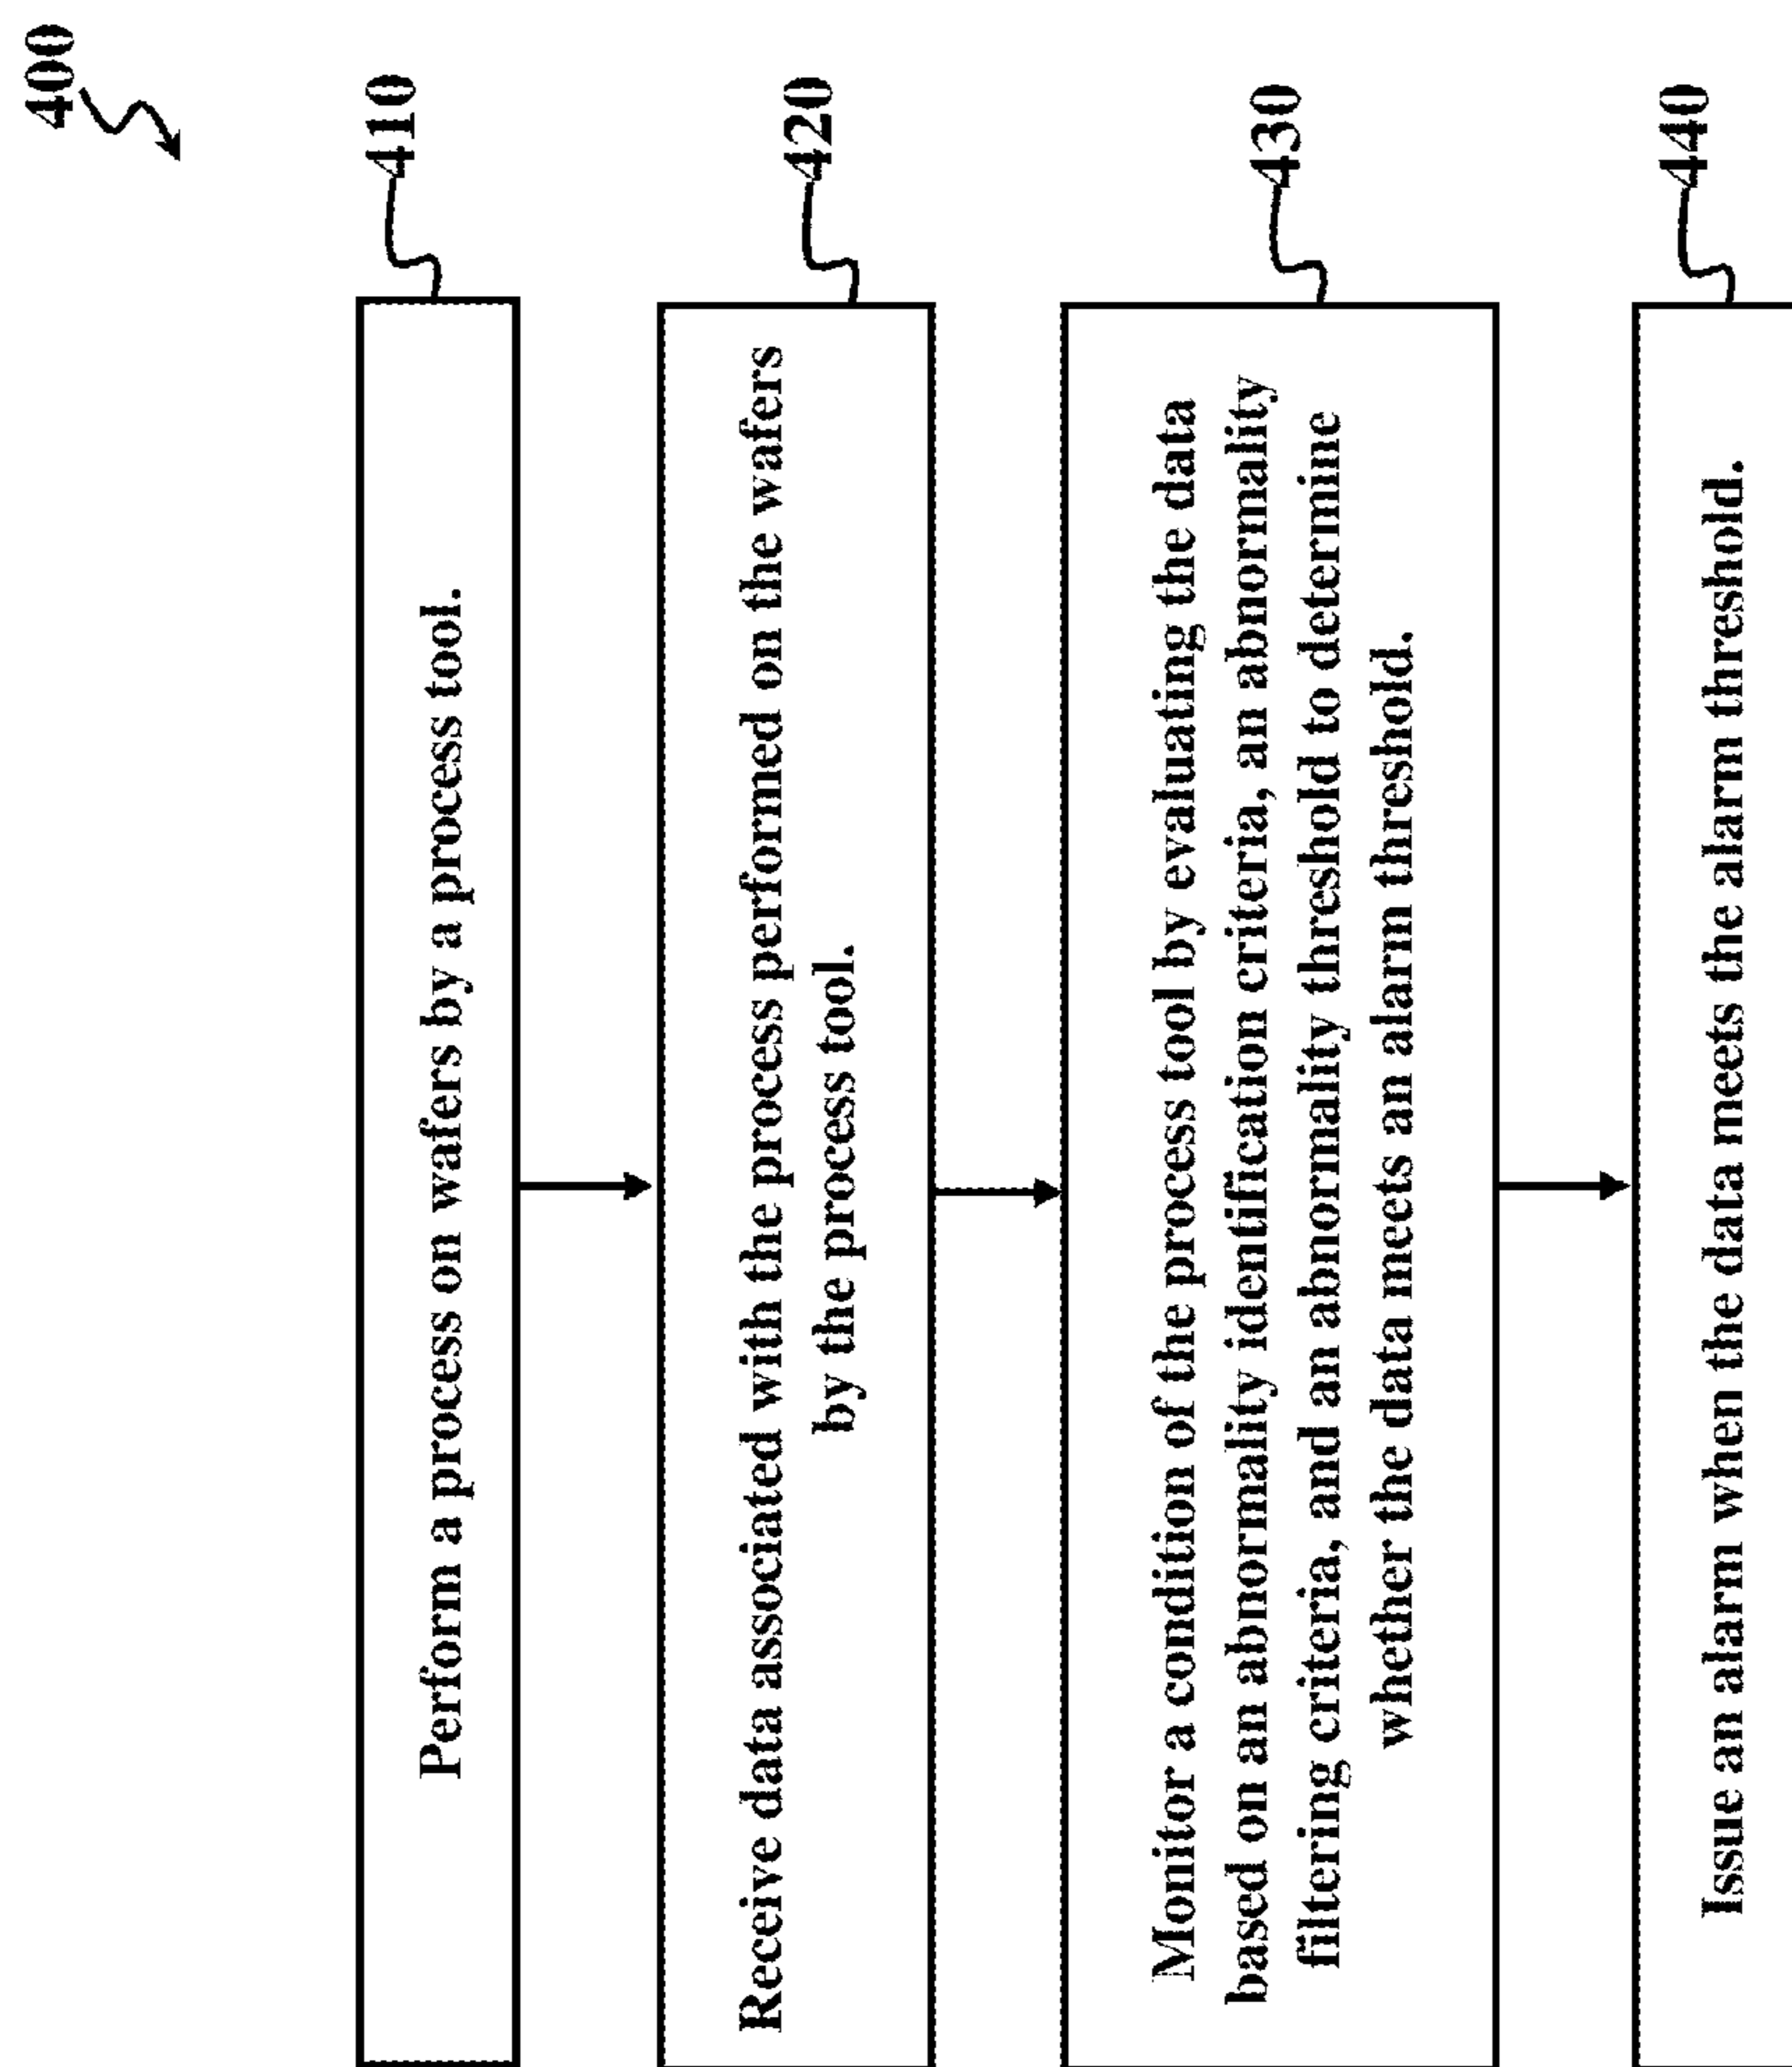 400
410
Perform a process on wafers by a process tool.
420
Receive data associated with the process performed on the wafers
by the process tool.
430
Monitor a condition of the process tool by evaluating the data
based on an abnormality identification criteria, an abnormality
filtering criteria, and an abnormality threshold to determine
whether the data meets an alarm threshold.
440
Issue an alarm when the data meets the alarm threshold.